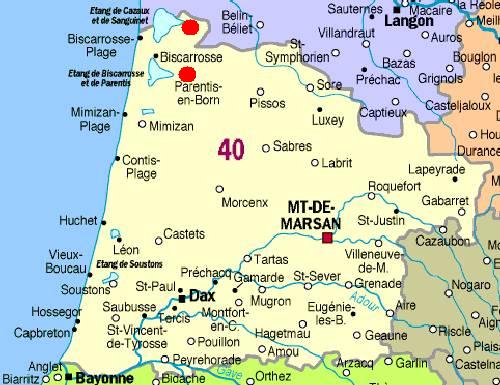 Etang de Cazaux
et de Sanguinet
Belin-
Béliet
Langon
Macaire
la Réole
Meilhan
Auros
Biscarrosse-
Plage
Biscarrosse
St-
Symphorien
Villandraut
Bazas
Grignols
Etang de Biscarrosse
et de Parentis
Parentis-
en-Born
Sore
Préchac
Casteljaloux
Pissos
Captieux
Luxey
Houe
Mimizan-
Plage
Mimizan
Durance
40
Sabres
Labrit
Contis-
Plage
Lapeyrade
Roquefort
Morcenx
MT-DE-
MARSAN
St-Justin
Gabarret
Huchet
Castets
Léon
Cazaubon
Vieux-
Boucau
Etang de Soustons
Tartas
Villeneuve-
de-M.
Préchacq
Soustons
St-Paul
Gamarde
St-Sever
Grenade
Nogaro
Dax
Mugron
Adour
Hossegor
Saubusse
Tercis
Montfort-
en-C.
Eugénie-
les-B.
Aire
Capbreton
St-Vincent-
de-Tyrosse
Hagetmau
Riscle
Pouillon
Geaune
Plaisan
Amou
Anglet
Peyrehorade
Arzacq
Garlin
Biarritz
Bayonne
Bidache
Gave
Orthez